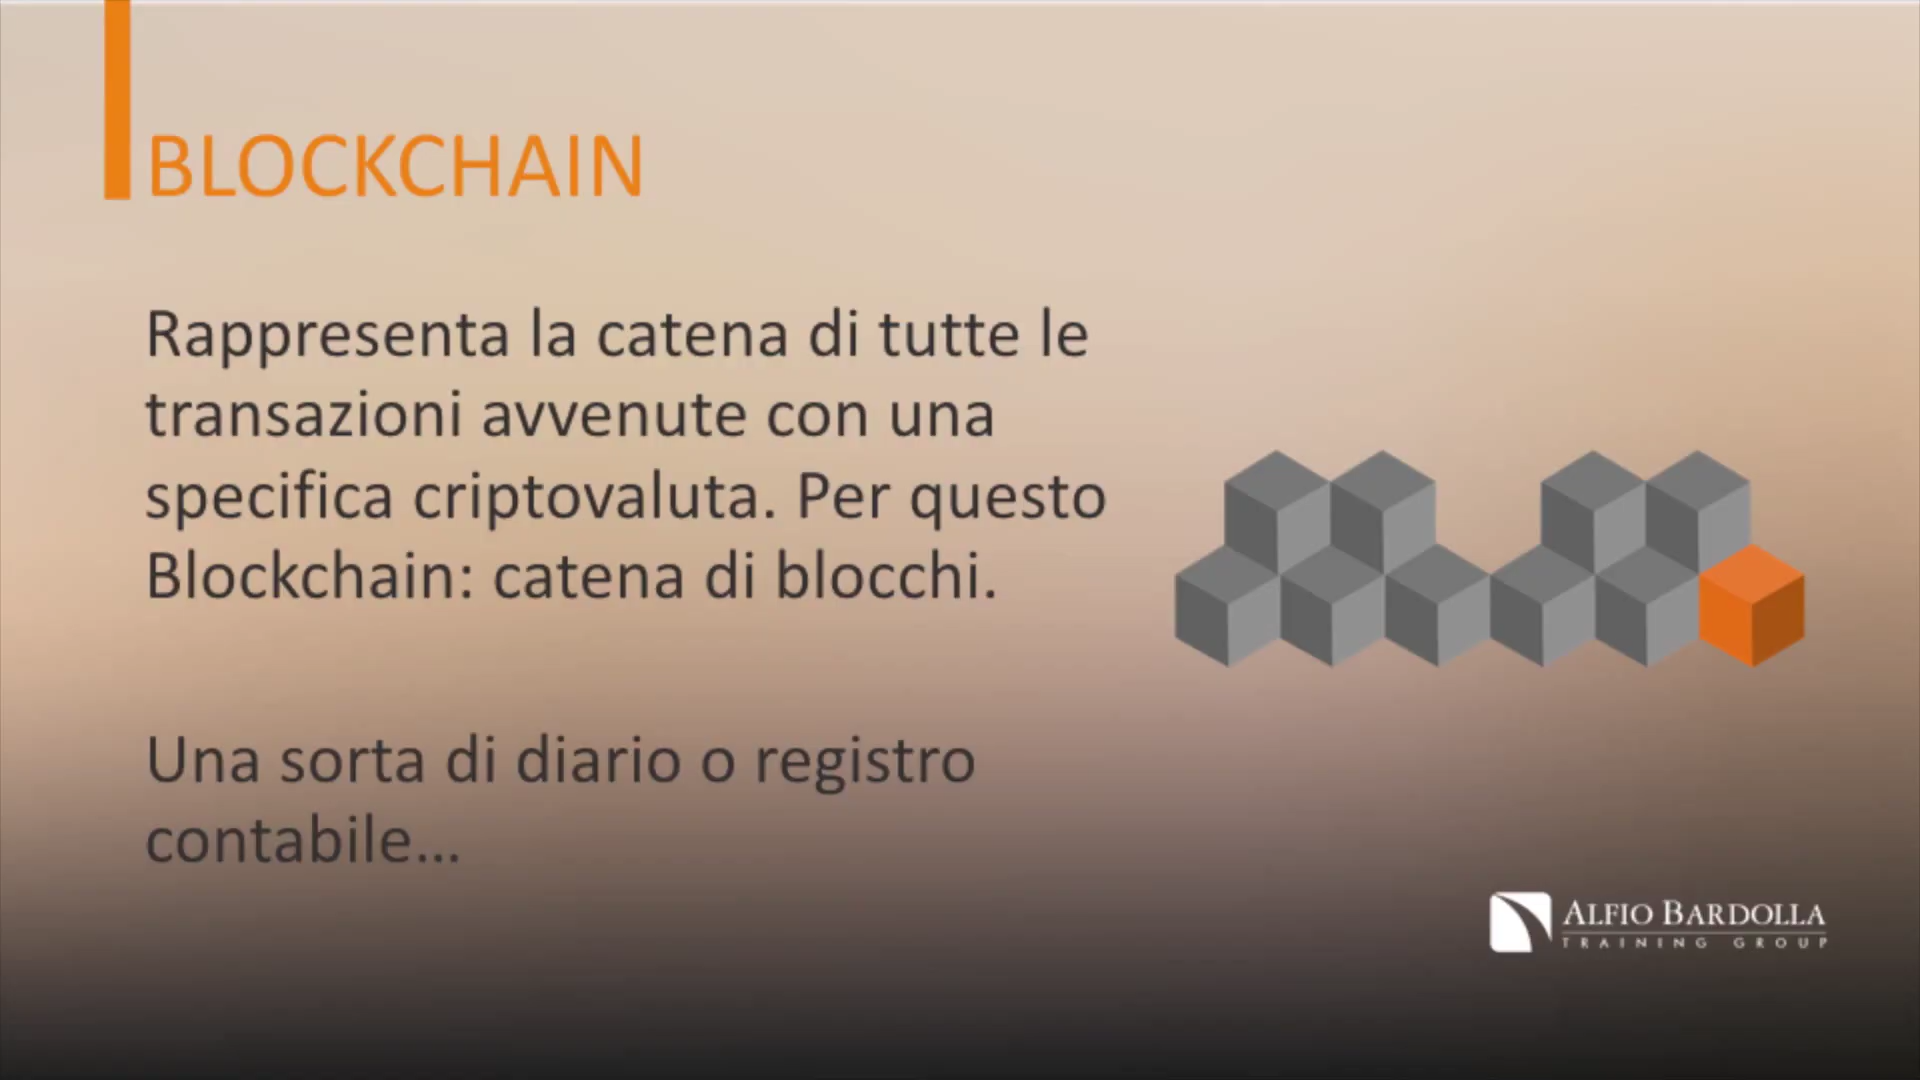 BLOCKCHAIN
Rappresenta la catena di tutte le
transazioni avvenute con una
specifica criptovaluta. Per questo
Blockchain: catena di blocchi.
Una sorta di diario o registro
contabile...
ALFIO BARDOLLA
TRAINING GROUP